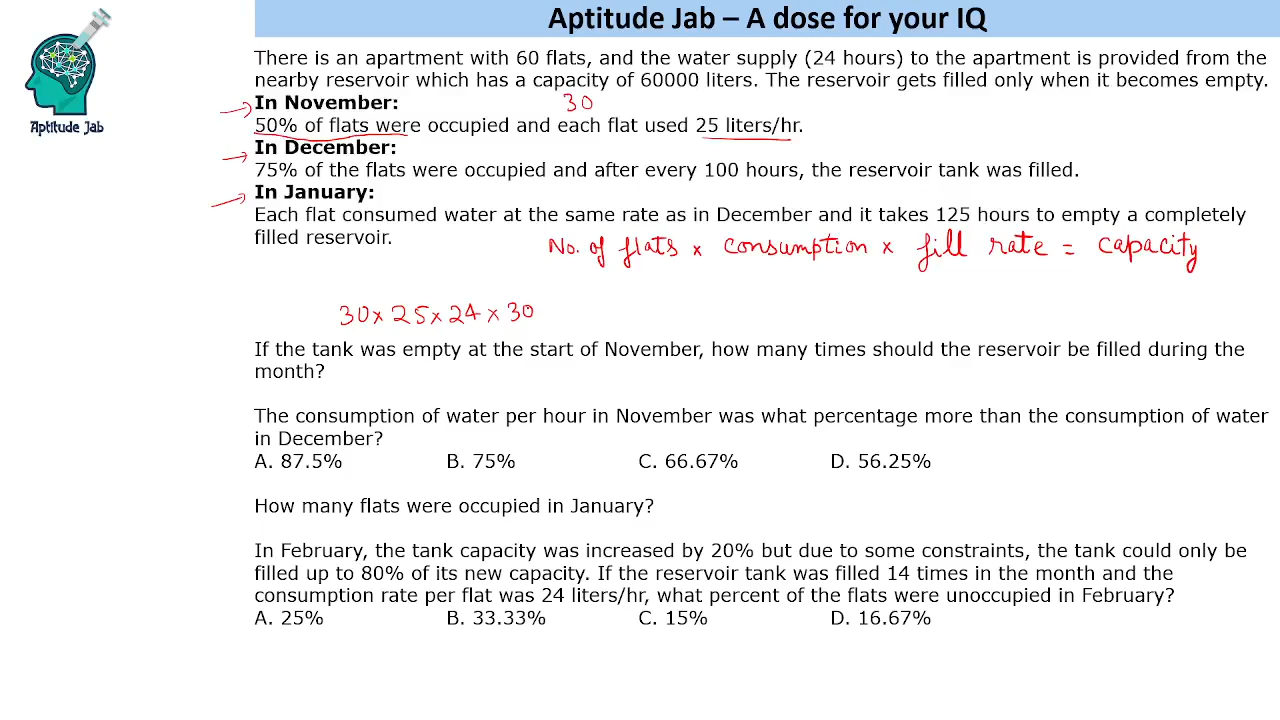 Aptitude Jab – A dose for your IQ
Aptitude Jab
There is an apartment with 60 flats, and the water supply (24 hours) to the apartment is provided from the
nearby reservoir which has a capacity of 60000 liters. The reservoir gets filled only when it becomes empty.
In November:
30
50% of flats were occupied and each flat used 25 liters/hr.
In December:
75% of the flats were occupied and after every 100 hours, the reservoir tank was filled.
In January:
Each flat consumed water at the same rate as in December and it takes 125 hours to empty a completely
filled reservoir.
No. of flats x consumption x fill rate = capacity
30 x 25 x 24 x 30
If the tank was empty at the start of November, how many times should the reservoir be filled during the
month?
The consumption of water per hour in November was what percentage more than the consumption of water
in December?
A. 87.5% B. 75% C. 66.67% D. 56.25%
How many flats were occupied in January?
In February, the tank capacity was increased by 20% but due to some constraints, the tank could only be
filled up to 80% of its new capacity. If the reservoir tank was filled 14 times in the month and the
consumption rate per flat was 24 liters/hr, what percent of the flats were unoccupied in February?
A. 25% B. 33.33% C. 15% D. 16.67%